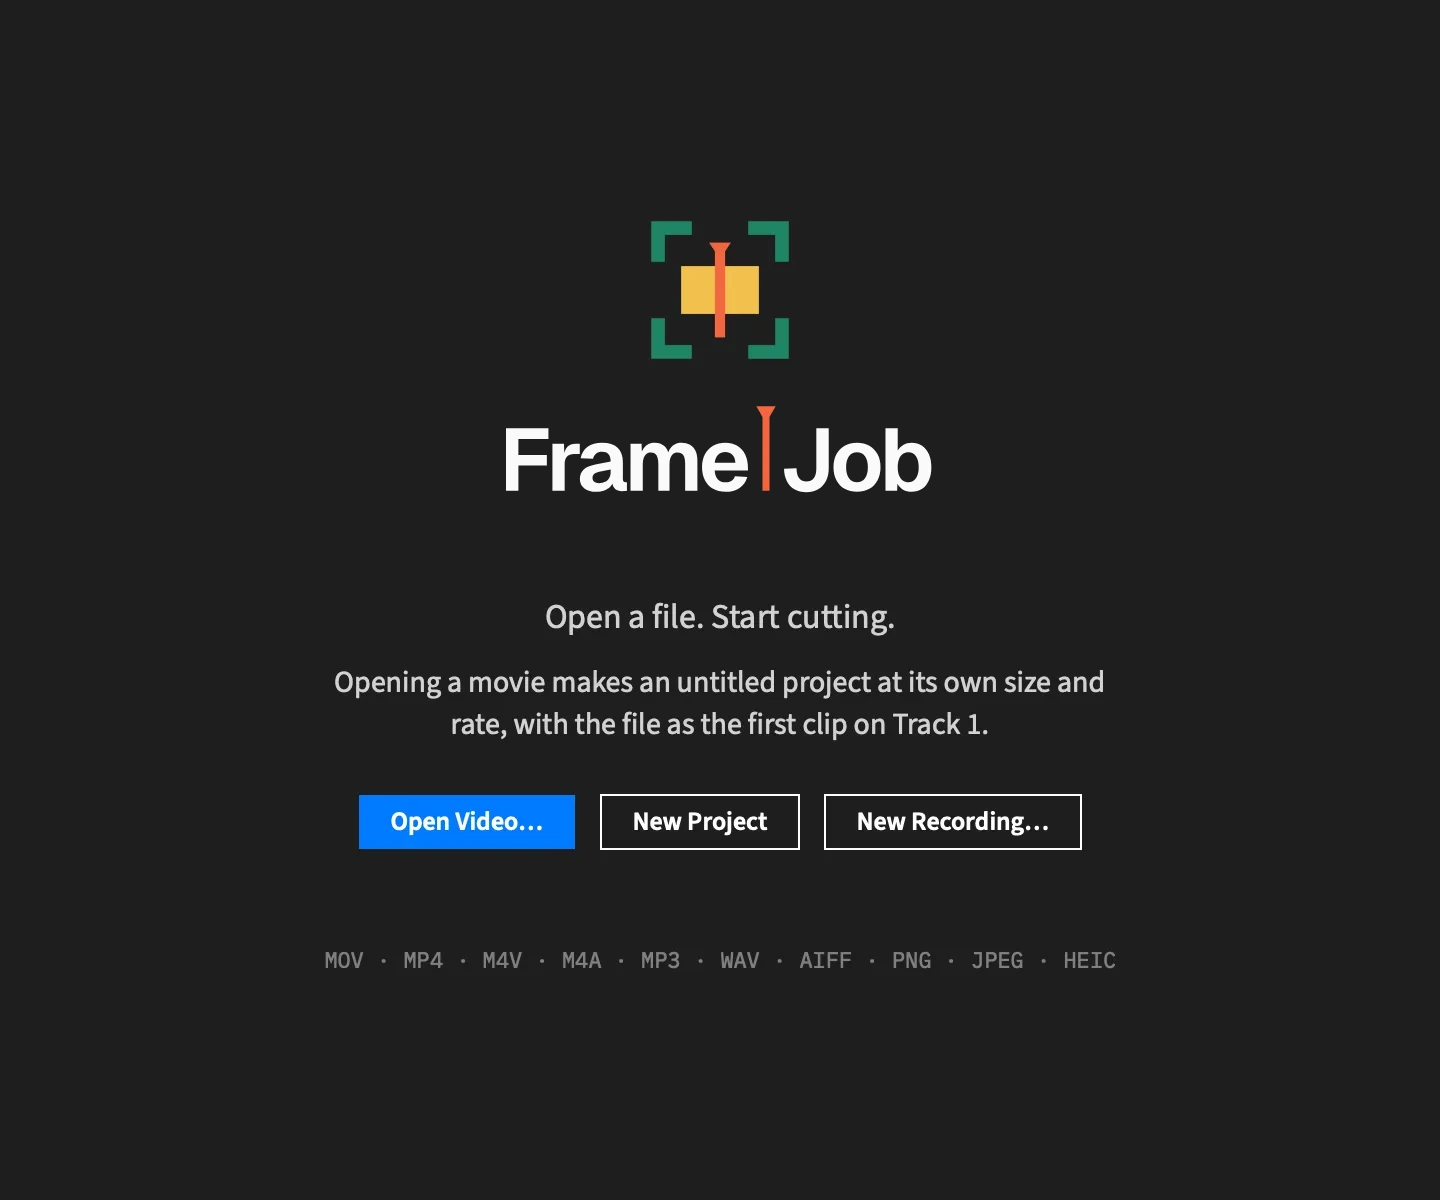 Frame Job
Open a file. Start cutting.
Opening a movie makes an untitled project at its own size and
rate, with the file as the first clip on Track 1.
Open Video…
New Project
New Recording…
MOV · MP4 · M4V · M4A · MP3 · WAV · AIFF · PNG · JPEG · HEIC